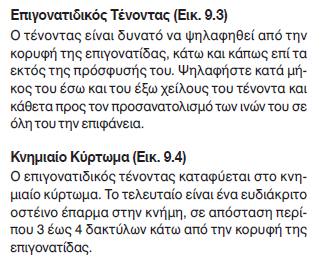 Επιγονατιδικός Τένοντας (Εικ. 9.3)
Ο τένοντας είναι δυνατό να ψηλαφηθεί από την
κορυφή της επιγονατίδας, κάτω και κάπως επί τα
εκτός της πρόσφυσής του. Ψηλαφήστε κατά μή-
κος του έσω και του έξω χείλους του τένοντα και
κάθετα προς τον προσανατολισμό των ινών του σε
όλη του την επιφάνεια.
Κνημιαίο Κύρτωμα (Εικ. 9.4)
Ο επιγονατιδικός τένοντας καταφύεται στο κνη-
μιαίο κύρτωμα. Το τελευταίο είναι ένα ευδιάκριτο
οστέινο έπαρμα στην κνήμη, σε απόσταση περί-
που 3 έως 4 δακτύλων κάτω από την κορυφή της
επιγονατίδας.